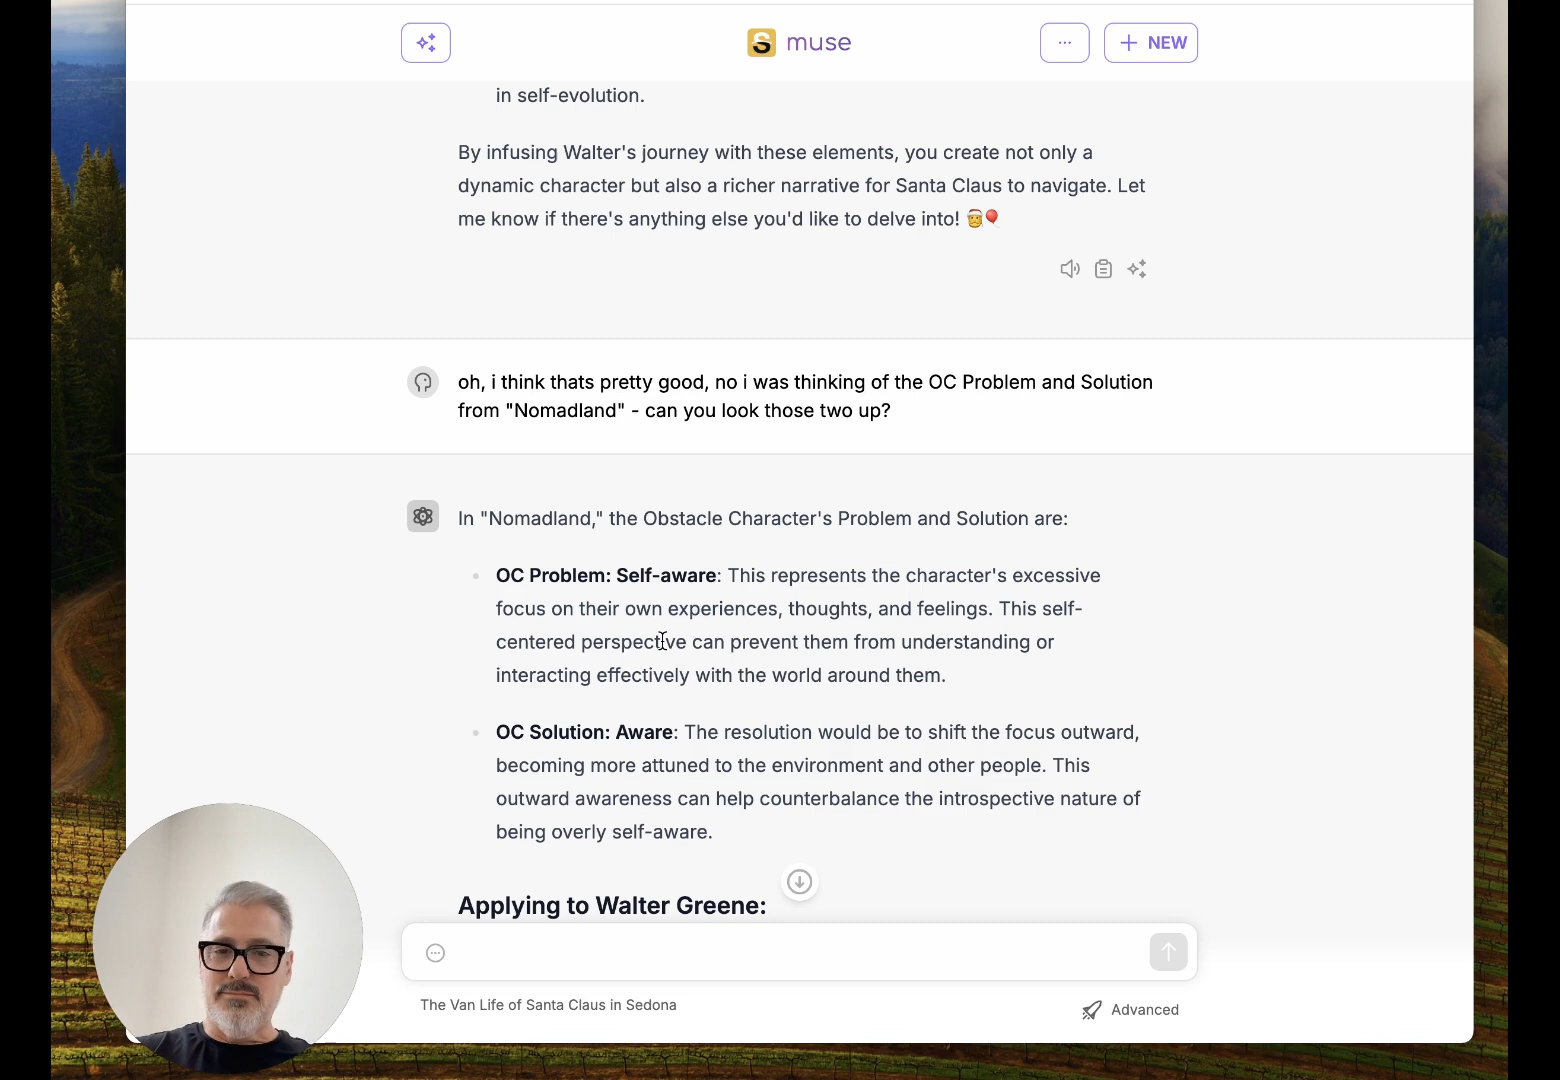 S muse
...
+ NEW
in self-evolution.
By infusing Walter's journey with these elements, you create not only a
dynamic character but also a richer narrative for Santa Claus to navigate. Let
me know if there's anything else you'd like to delve into! 🎅🎈
oh, i think thats pretty good, no i was thinking of the OC Problem and Solution
from "Nomadland" - can you look those two up?
In "Nomadland," the Obstacle Character's Problem and Solution are:
• OC Problem: Self-aware: This represents the character's excessive
focus on their own experiences, thoughts, and feelings. This self-
centered perspective can prevent them from understanding or
interacting effectively with the world around them.
• OC Solution: Aware: The resolution would be to shift the focus outward,
becoming more attuned to the environment and other people. This
outward awareness can help counterbalance the introspective nature of
being overly self-aware.
Applying to Walter Greene:
The Van Life of Santa Claus in Sedona
Advanced